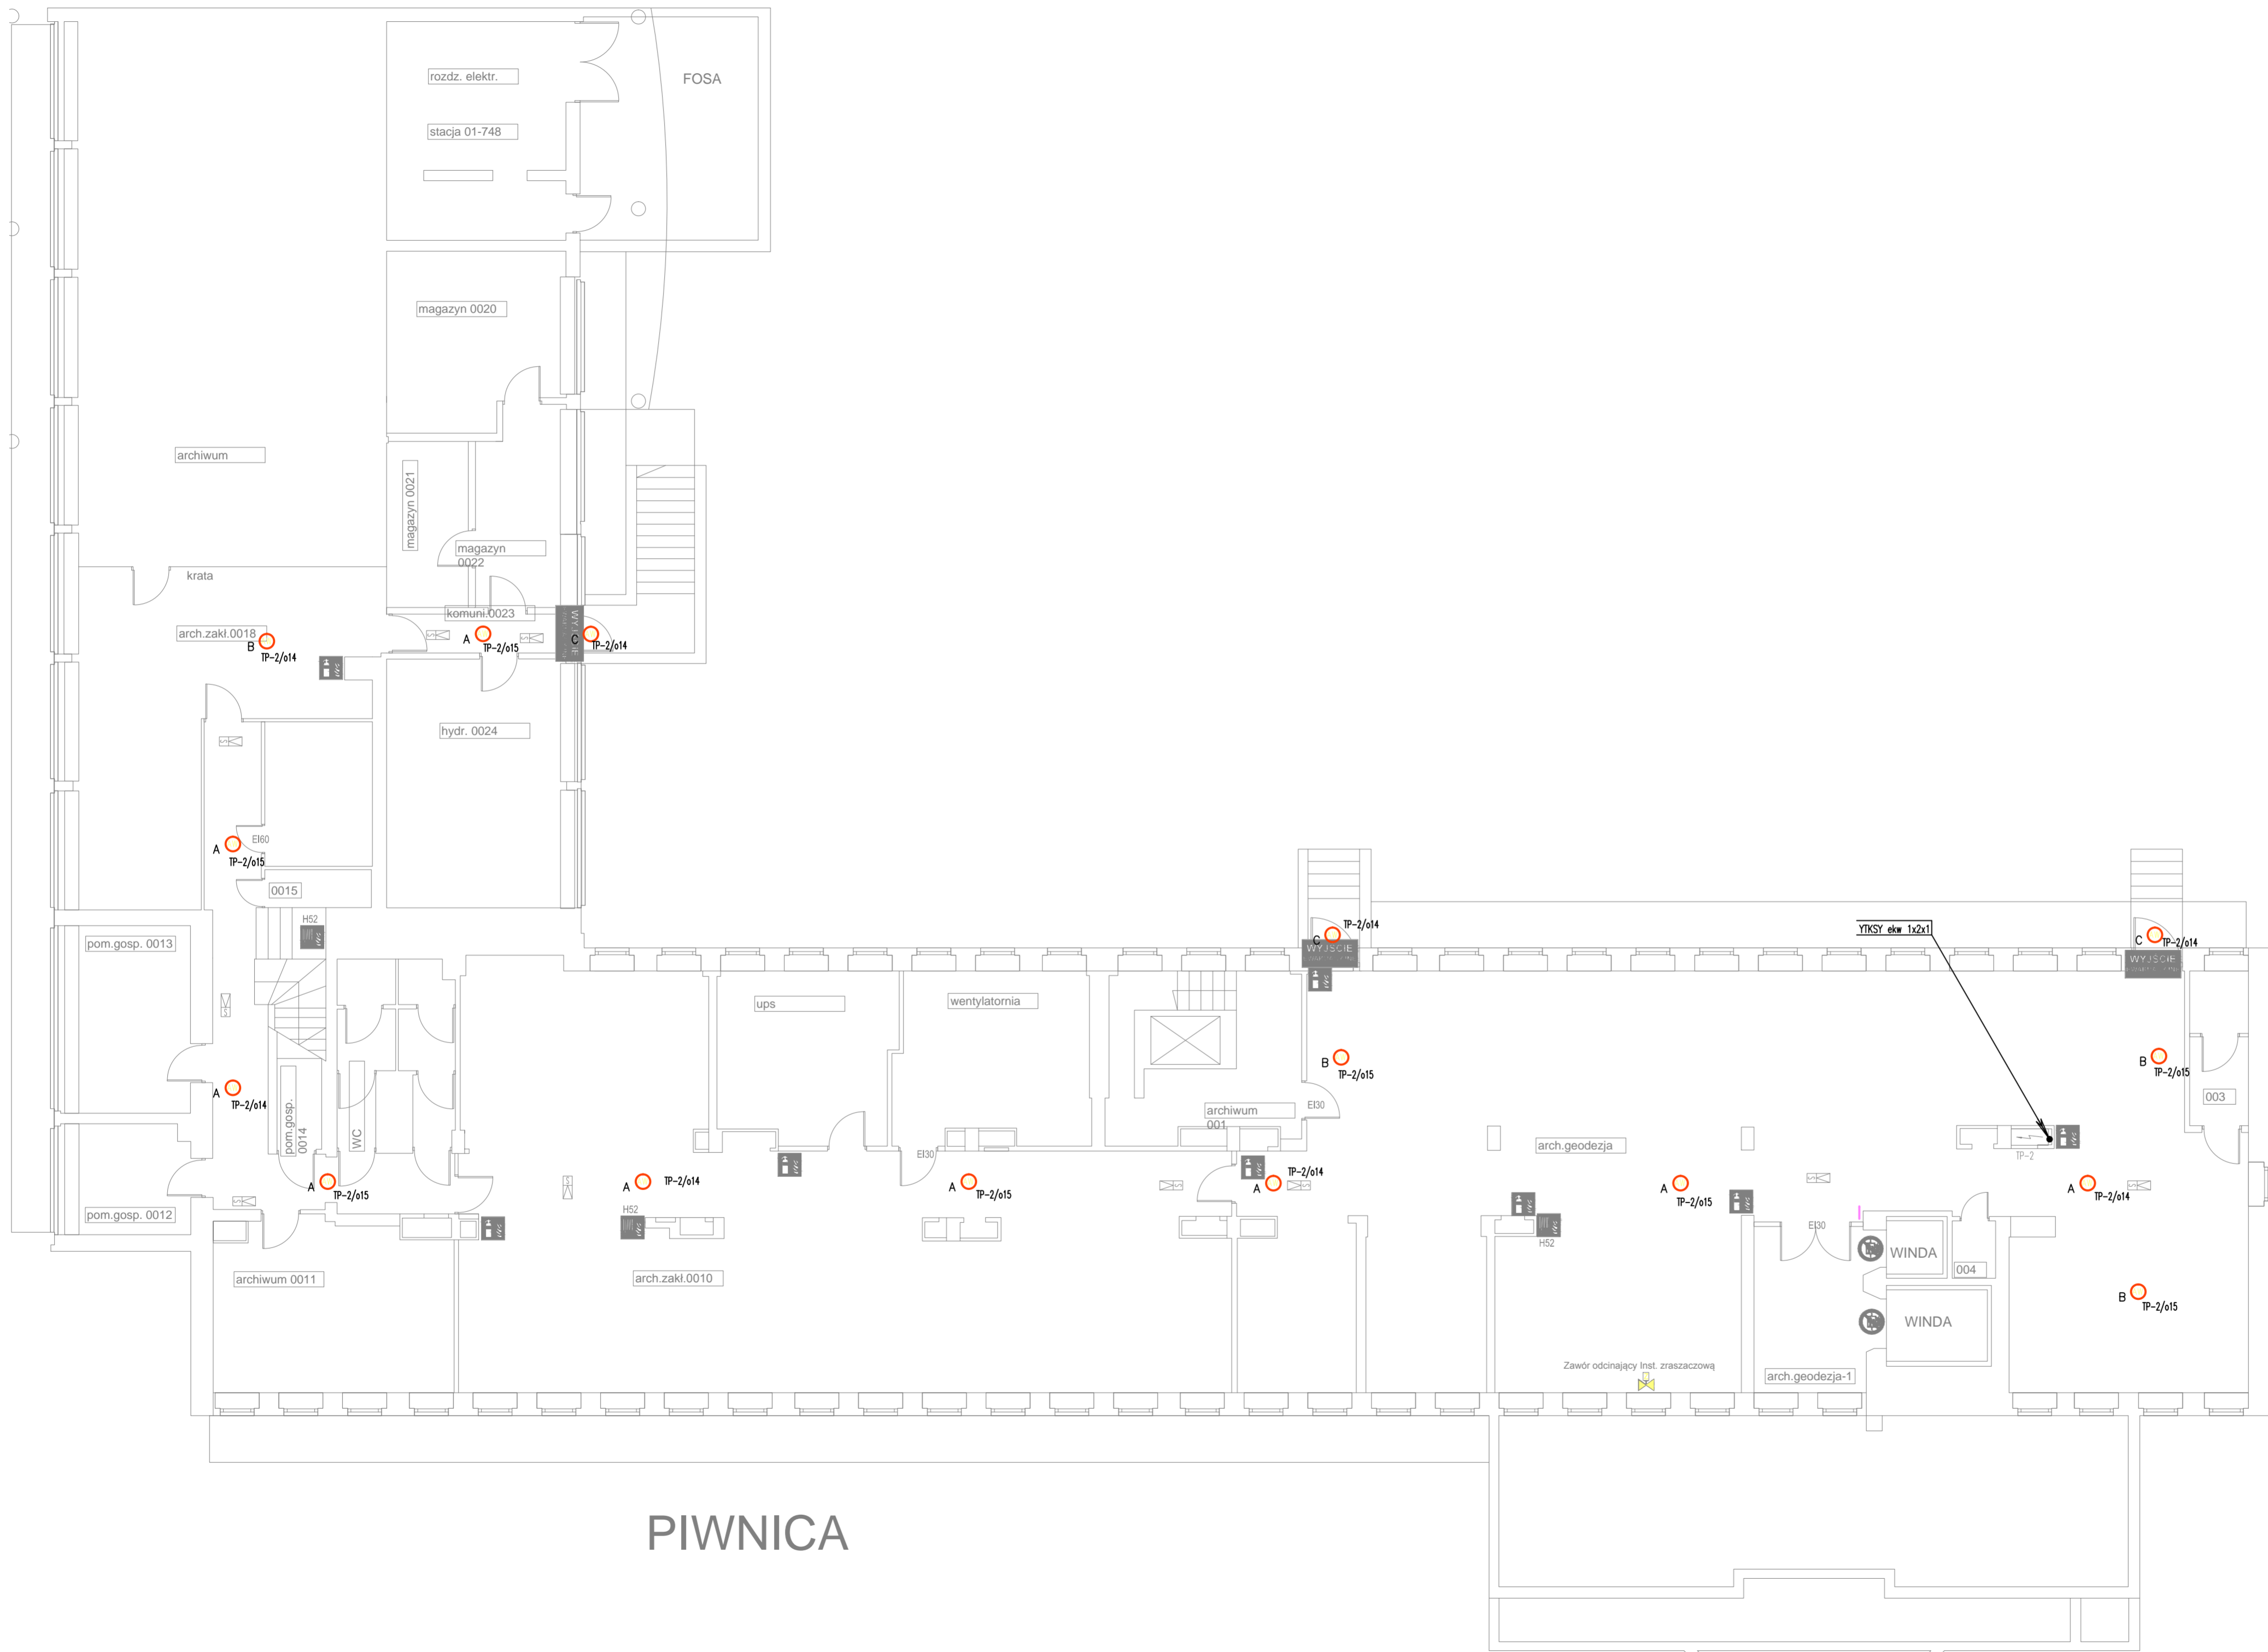 rozdz. elektr.
FOSA
stacja 01-748
magazyn 0020
archiwum
magazyn 0021
magazyn
0022
krata
komuni.0023
WYJŚCIE
arch.zakł.0018
B
TP-2/o14
A
TP-2/o15
C
TP-2/o14
hydr. 0024
A
TP-2/o15
EI60
0015
H52
pom.gosp. 0013
A
TP-2/o14
pom.gosp.
0014
WC
ups
wentylatornia
C
TP-2/o14
WYJŚCIE
YTKSY ekw 1x2x1
C
TP-2/o14
WYJŚCIE
B
TP-2/o15
B
TP-2/o15
archiwum
001
EI30
arch.geodezja
003
TP-2
EI30
A
TP-2/o15
A
TP-2/o14
A
TP-2/o15
A
TP-2/o14
A
TP-2/o15
A
TP-2/o14
pom.gosp. 0012
H52
H52
EI30
WINDA
004
archiwum 0011
arch.zakł.0010
B
TP-2/o15
WINDA
Zawór odcinający Inst. zraszaczową
arch.geodezja-1
PIWNICA